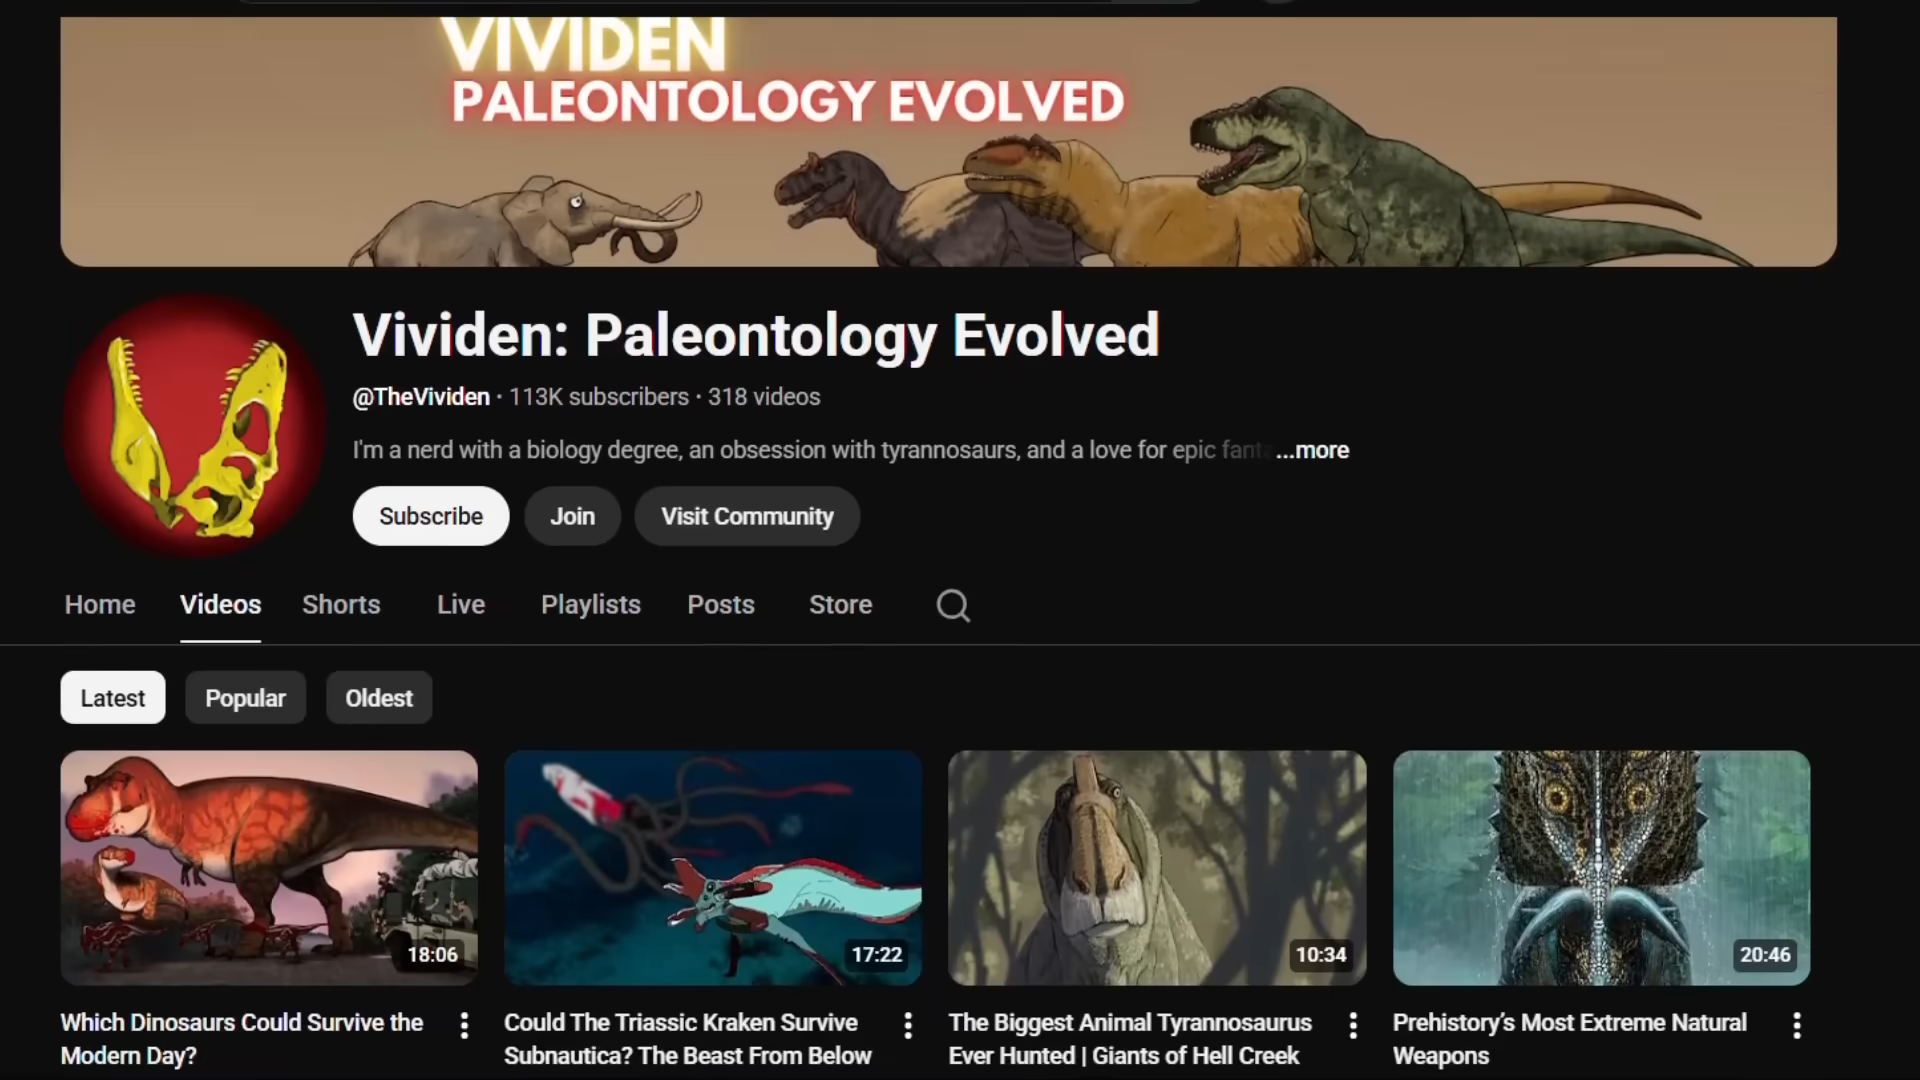 VIVIDEN
PALEONTOLOGY EVOLVED
Vividen: Paleontology Evolved
@TheVividen · 113K subscribers · 318 videos
I'm a nerd with a biology degree, an obsession with tyrannosaurs, and a love for epic ...more
Subscribe
Join
Visit Community
Home
Videos
Shorts
Live
Playlists
Posts
Store
Latest
Popular
Oldest
18:06
17:22
10:34
20:46
Which Dinosaurs Could Survive the
Modern Day?
Could The Triassic Kraken Survive
Subnautica? The Beast From Below
The Biggest Animal Tyrannosaurus
Ever Hunted | Giants of Hell Creek
Prehistory's Most Extreme Natural
Weapons